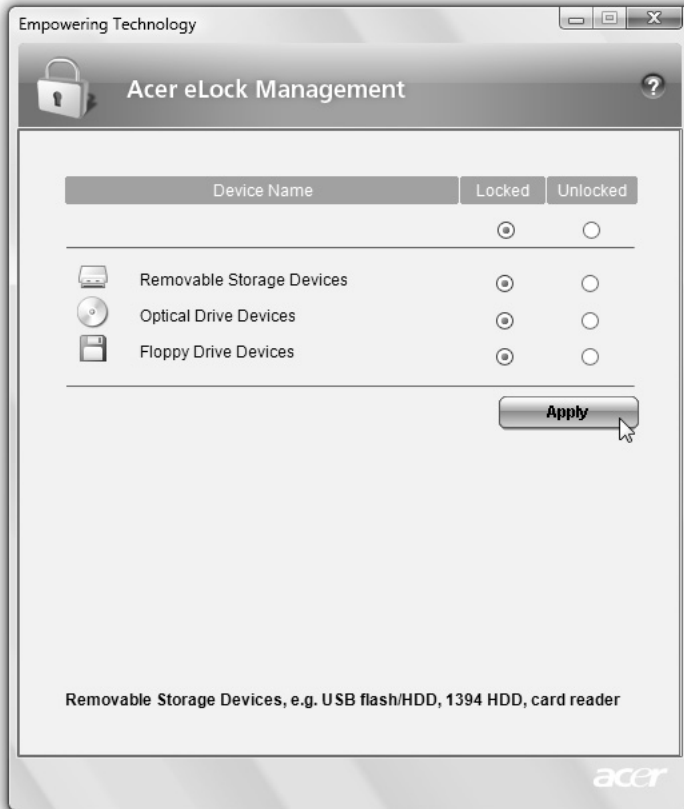 Empowering Technology
Acer eLock Management
?
Device Name Locked Unlocked
Removable Storage Devices
Optical Drive Devices
Floppy Drive Devices
Apply
Removable Storage Devices, e.g. USB flash/HDD, 1394 HDD, card reader
acer